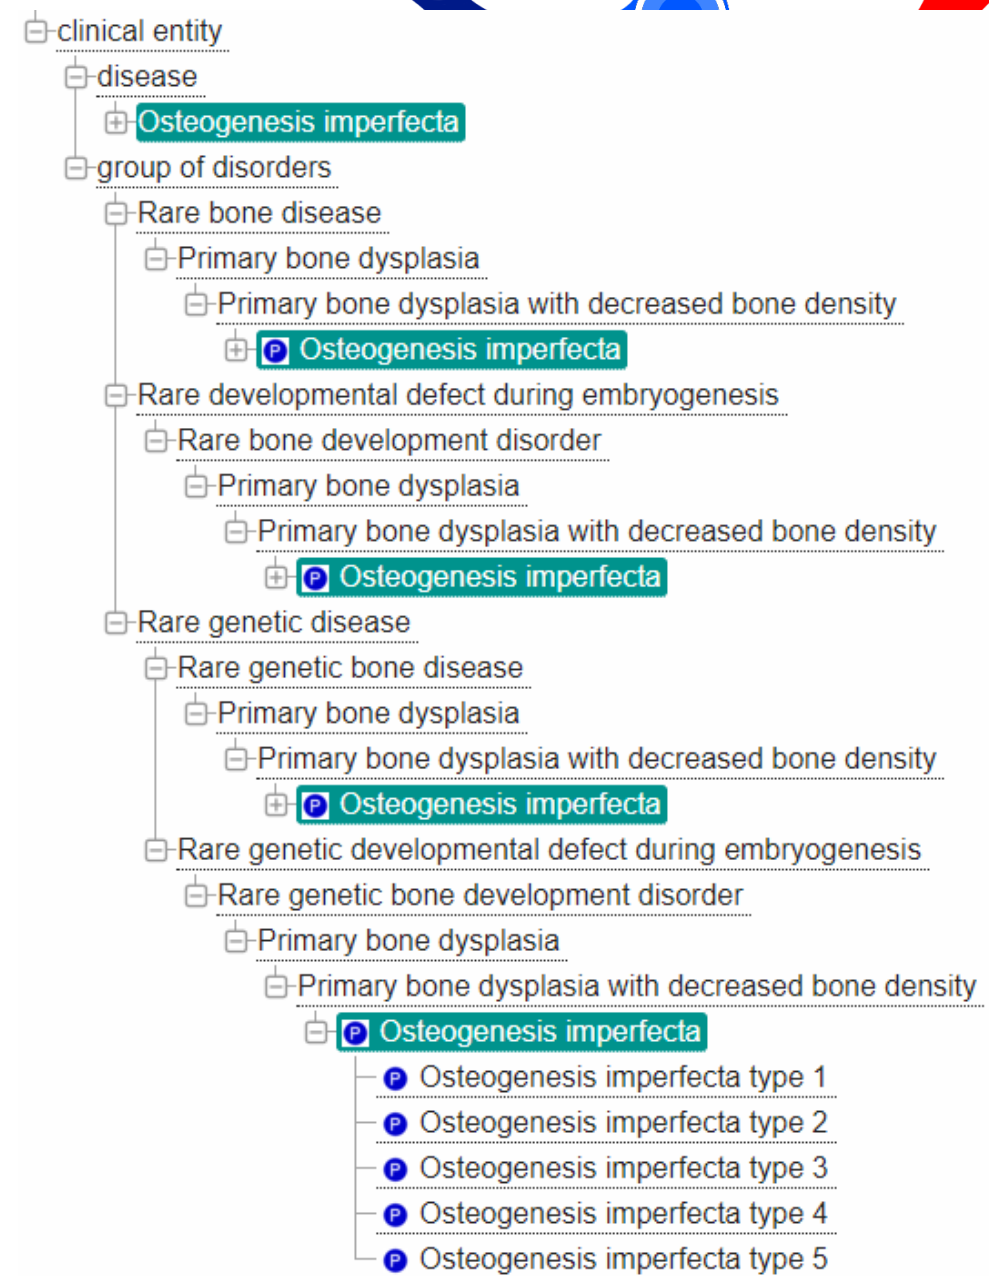 clinical entity
disease
Osteogenesis imperfecta
group of disorders
Rare bone disease
Primary bone dysplasia
Primary bone dysplasia with decreased bone density
P Osteogenesis imperfecta
Rare developmental defect during embryogenesis
Rare bone development disorder
Primary bone dysplasia
Primary bone dysplasia with decreased bone density
P Osteogenesis imperfecta
Rare genetic disease
Rare genetic bone disease
Primary bone dysplasia
Primary bone dysplasia with decreased bone density
P Osteogenesis imperfecta
Rare genetic developmental defect during embryogenesis
Rare genetic bone development disorder
Primary bone dysplasia
Primary bone dysplasia with decreased bone density
P Osteogenesis imperfecta
P Osteogenesis imperfecta type 1
P Osteogenesis imperfecta type 2
P Osteogenesis imperfecta type 3
P Osteogenesis imperfecta type 4
P Osteogenesis imperfecta type 5